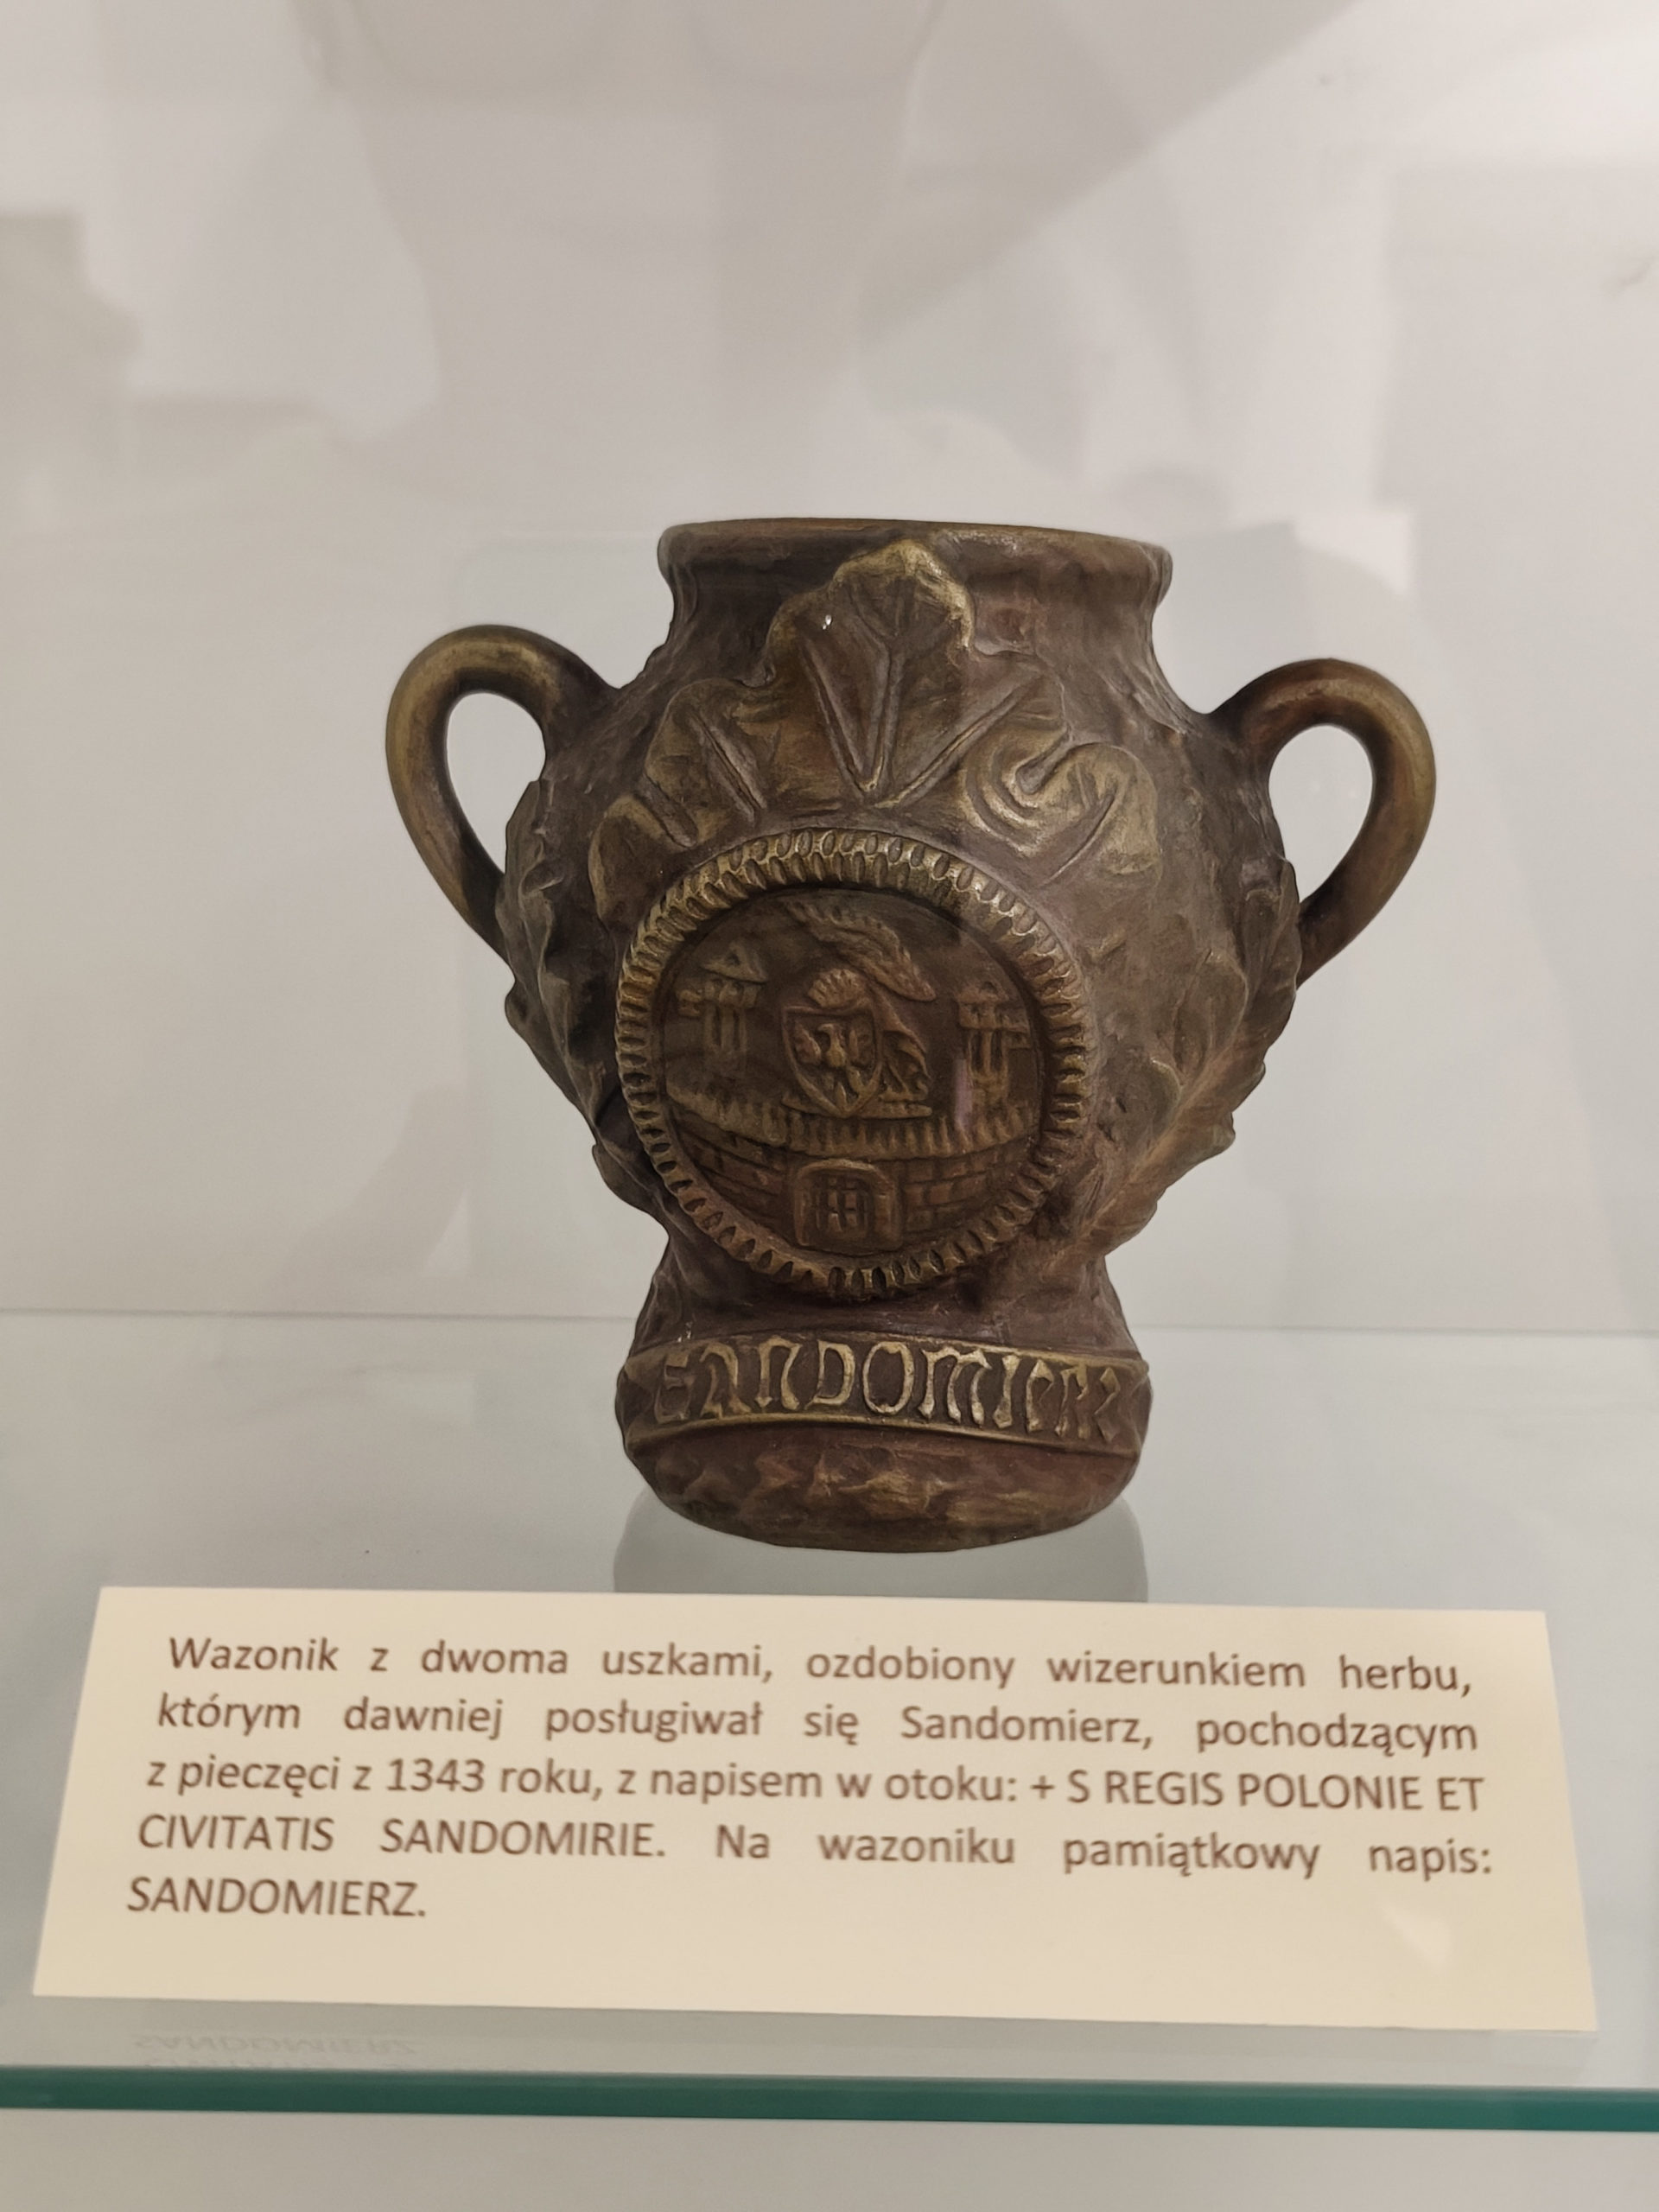 SANDOMIERZ
Wazonik z dwoma uszkami, ozdobiony wizerunkiem herbu,
którym dawniej posługiwał się Sandomierz, pochodzącym
z pieczęci z 1343 roku, z napisem w otoku: + S REGIS POLONIE ET
CIVITATIS SANDOMIRIE. Na wazoniku pamiątkowy napis:
SANDOMIERZ.